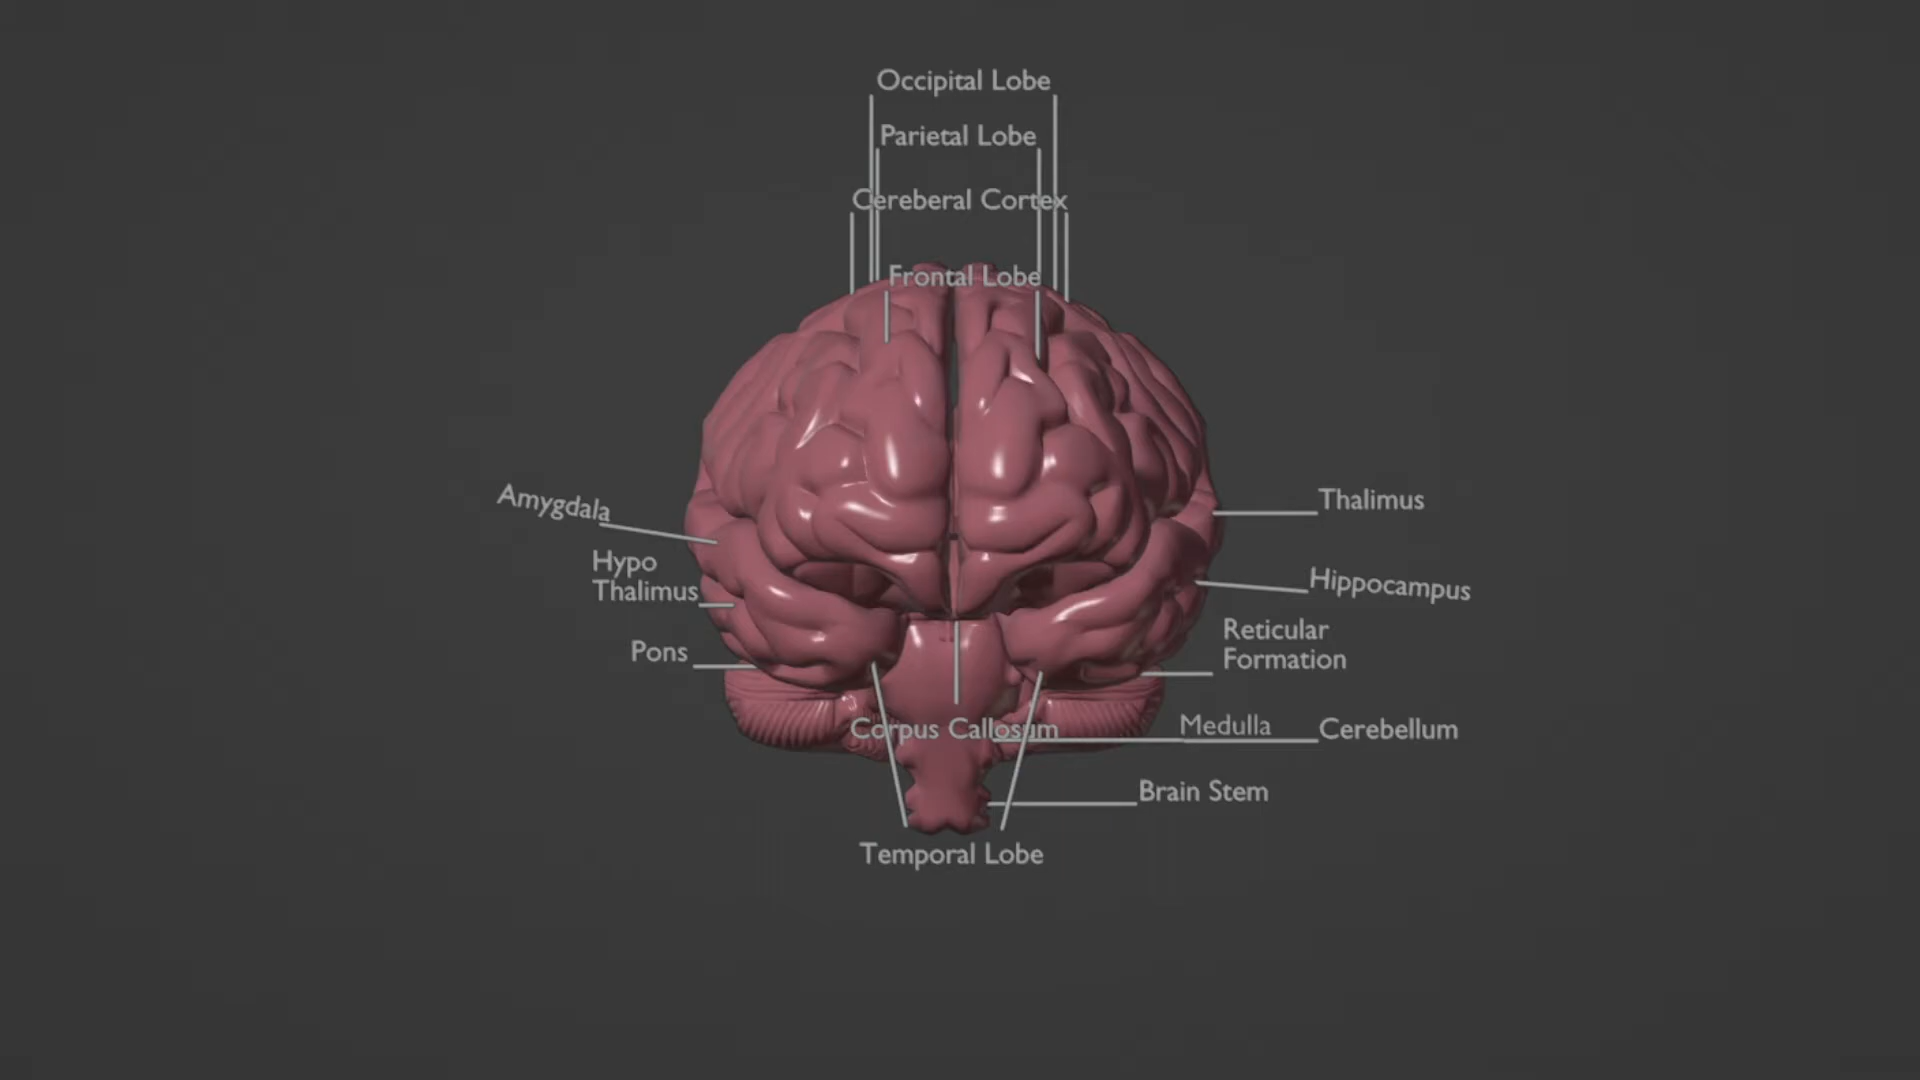 Occipital Lobe
Parietal Lobe
Cereberal Cortex
Frontal Lobe
Amygdala
Thalimus
Hypo
Thalimus
Hippocampus
Pons
Reticular
Formation
Corpus Callosum
Medulla
Cerebellum
Brain Stem
Temporal Lobe